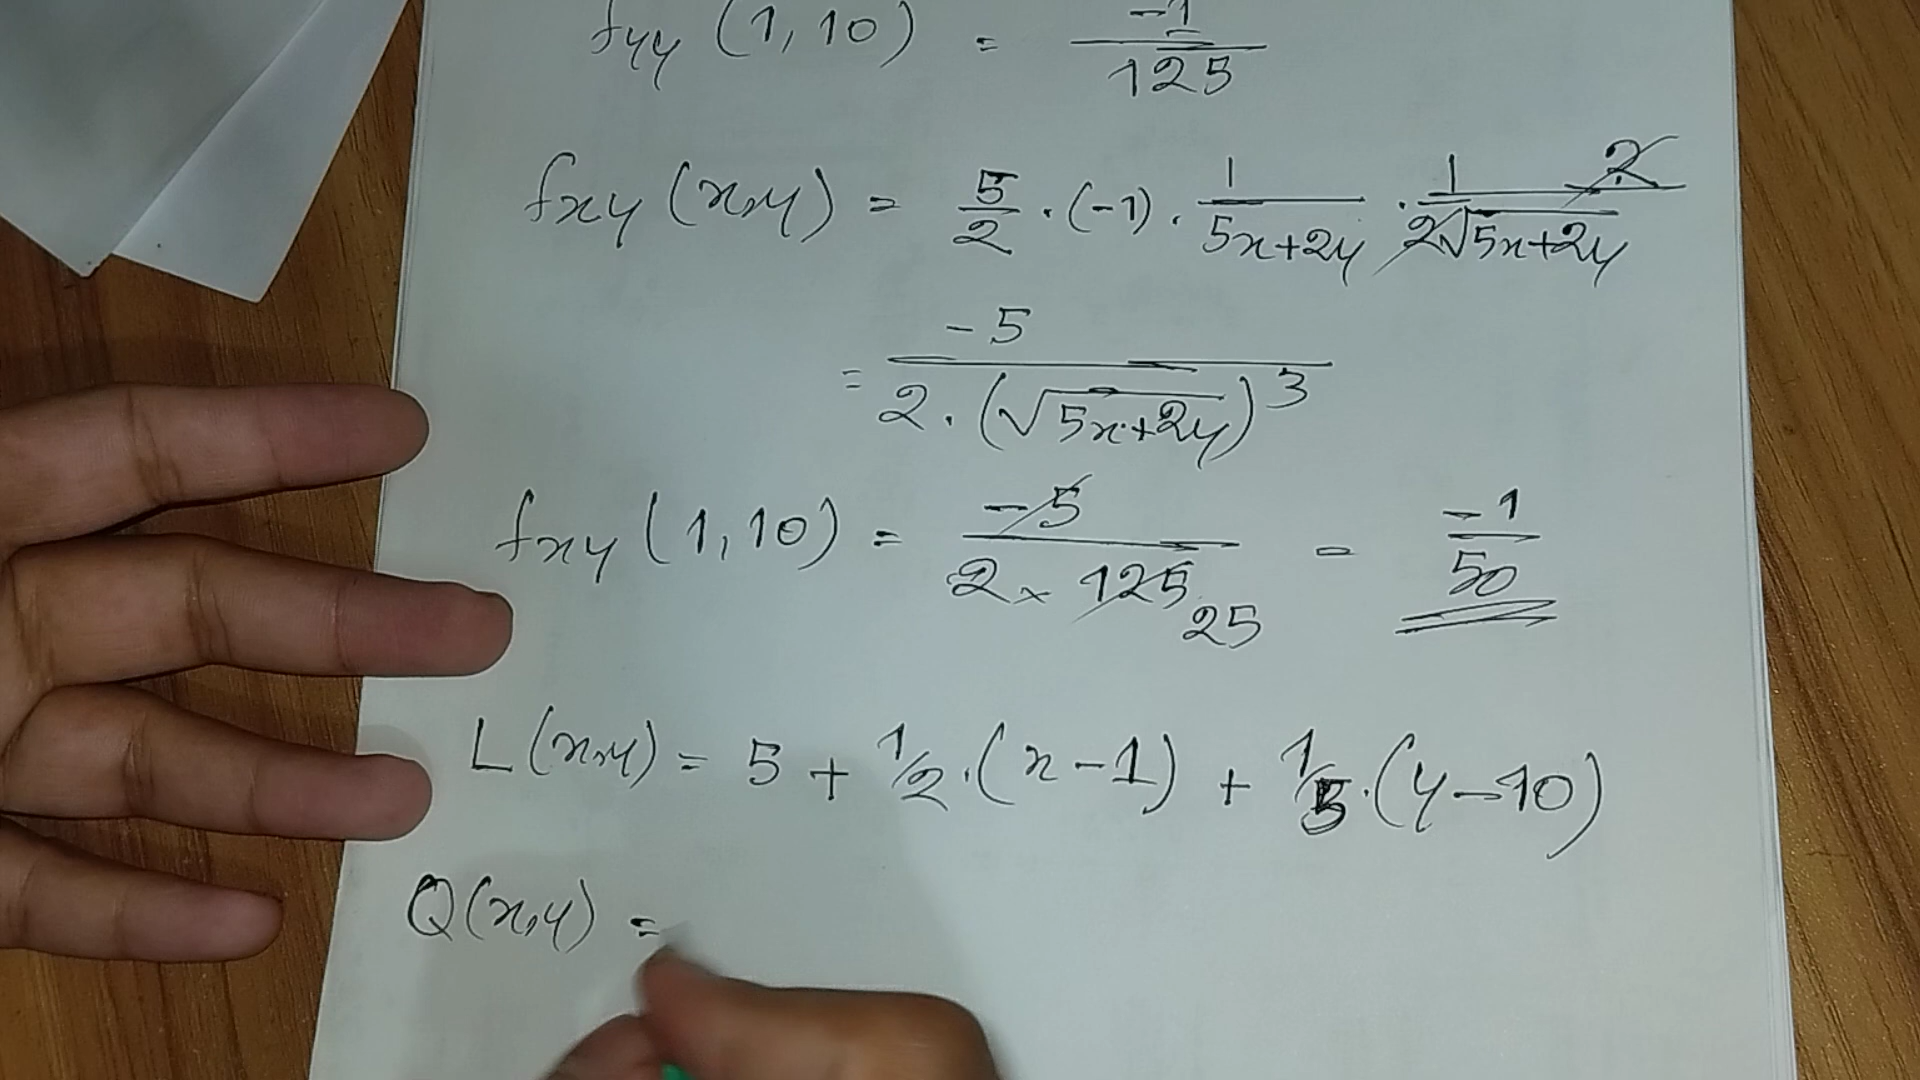 fyy (1, 10) = -1/125
fxy (x,y) = 5/2 · (-1) · 1/5x+2y · 1/2√5x+2y · 2
= -5/2 · (√5x+2y)^3
fxy (1, 10) = -5/2 × 125 25 = -1/50
L (x,y) = 5 + 1/2 · (x-1) + 1/5 · (y-10)
Q(x,y) =